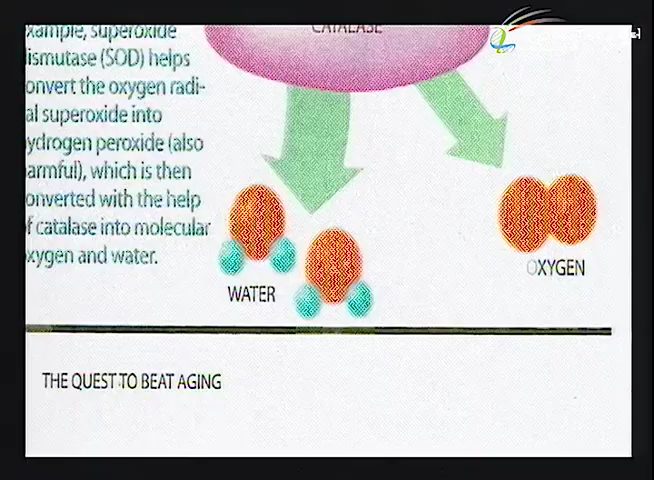 CATALASE
xample, superoxide
lismutase (SOD) helps
onvert the oxygen radi-
al superoxide into
ydrogen peroxide (also
armful), which is then
onverted with the help
f catalase into molecular
xygen and water.
WATER
OXYGEN
THE QUEST TO BEAT AGING